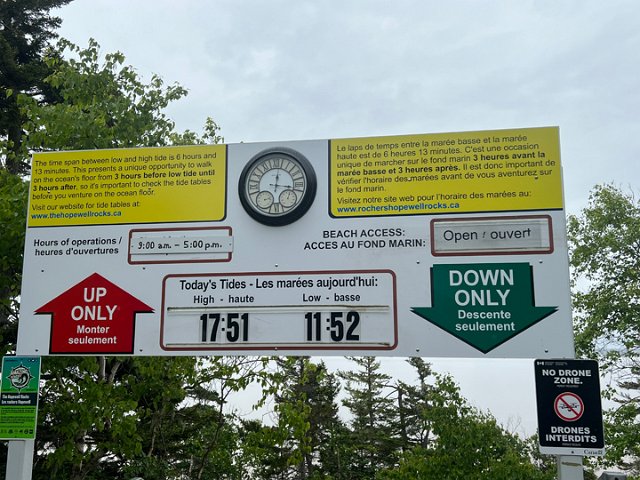 The time span between low and high tide is 6 hours and
13 minutes. This presents a unique opportunity to walk
on the ocean's floor from 3 hours before low tide until
3 hours after, so it's important to check the tide tables
before you venture on the ocean floor.
Visit our website for tide tables at:
www.thehopewellrocks.ca
Le laps de temps entre la marée basse et la marée
haute est de 6 heures 13 minutes. C'est une occasion
unique de marcher sur le fond marin 3 heures avant la
marée basse et 3 heures après. Il est donc important de
vérifier l'horaire des marées avant de vous aventurez sur
le fond marin.
Visitez notre site web pour l'horaire des marées au:
www.rochershopewellrocks.ca
Hours of operations /
heures d'ouvertures
9:00 am. - 5:00 p.m.
BEACH ACCESS:
ACCES AU FOND MARIN:
Open / ouvert
UP
ONLY
Monter
seulement
Today's Tides - Les marées aujourd'hui:
High - haute Low - basse
17:51 11:52
DOWN
ONLY
Descente
seulement
NO DRONE
ZONE.
DRONES
INTERDITS
Canada